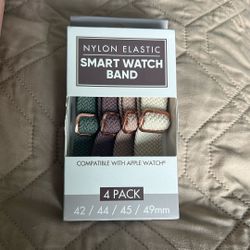 NYLON ELASTIC
SMART WATCH
BAND
COMPATIBLE WITH APPLE WATCH®
4 PACK
42 / 44 / 45 / 49mm